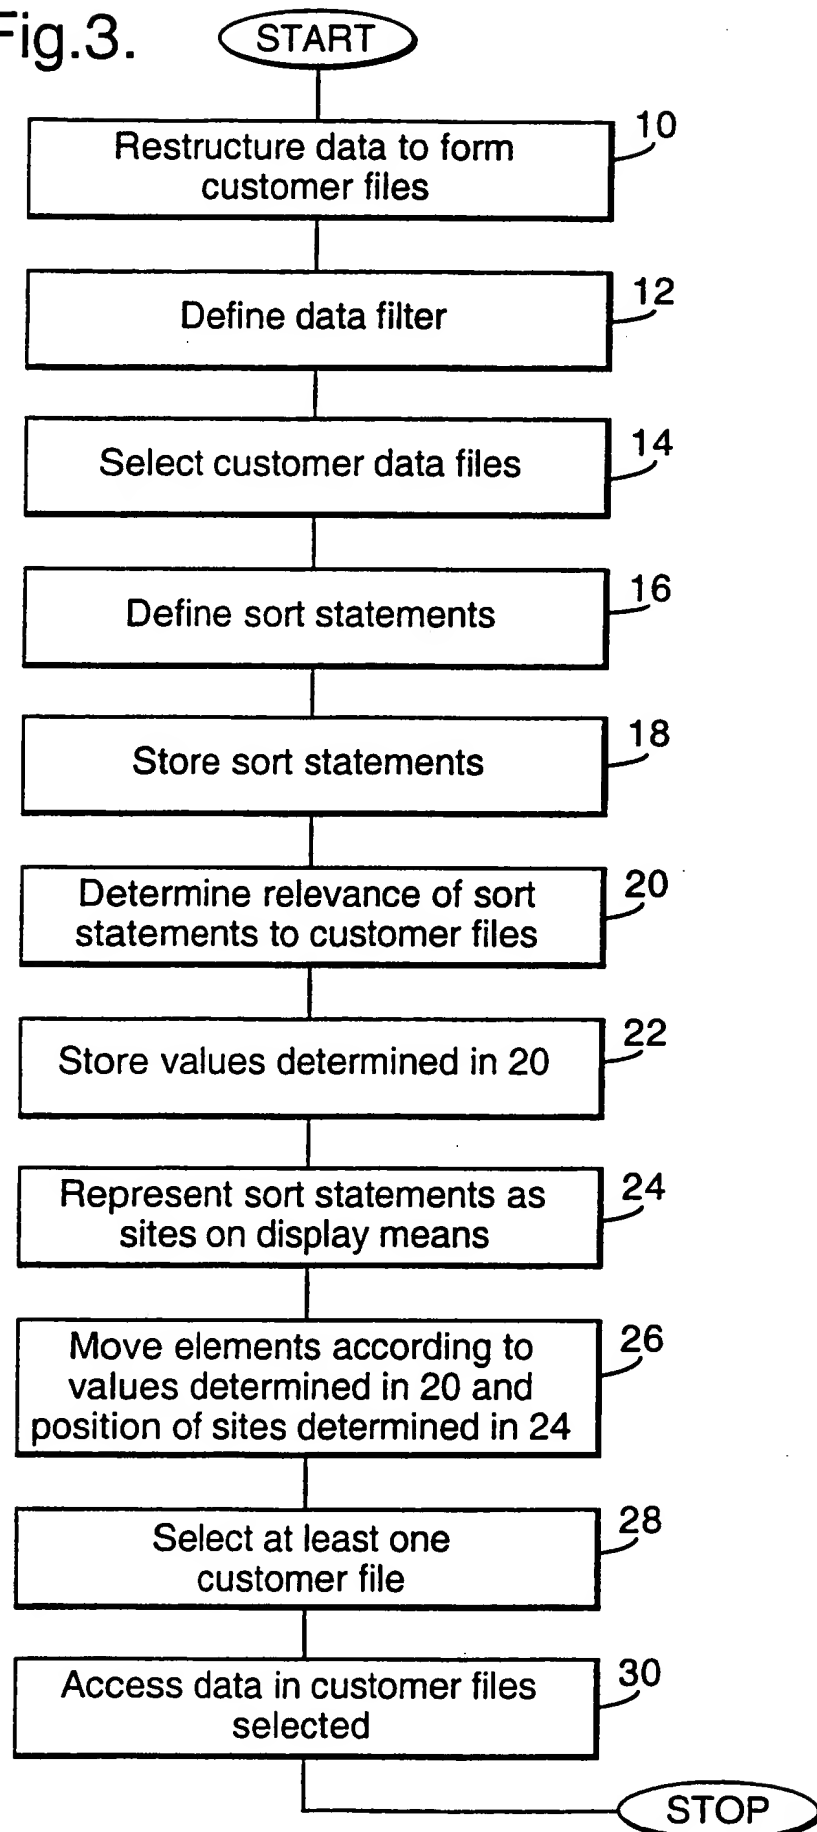 Fig.3.
START
10
Restructure data to form
customer files
12
Define data filter
14
Select customer data files
16
Define sort statements
18
Store sort statements
20
Determine relevance of sort
statements to customer files
22
Store values determined in 20
24
Represent sort statements as
sites on display means
26
Move elements according to
values determined in 20 and
position of sites determined in 24
28
Select at least one
customer file
30
Access data in customer files
selected
STOP